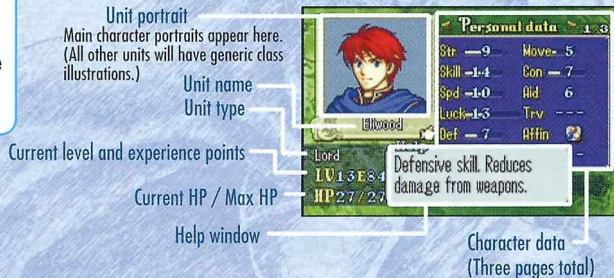 Unit portrait
Main character portraits appear here.
(All other units will have generic class
illustrations.)
Unit name
Unit type
Current level and experience points
Current HP / Max HP
Help window
Personal data 1/3
Str 9 Move 5
Skill 14 Con 7
Spd 10 Aid 6
Luck 13 Trv ---
Def 7 Affin
Eliwood
Lord
LV13E84
HP27/27
Defensive skill. Reduces
damage from weapons.
Character data
(Three pages total)